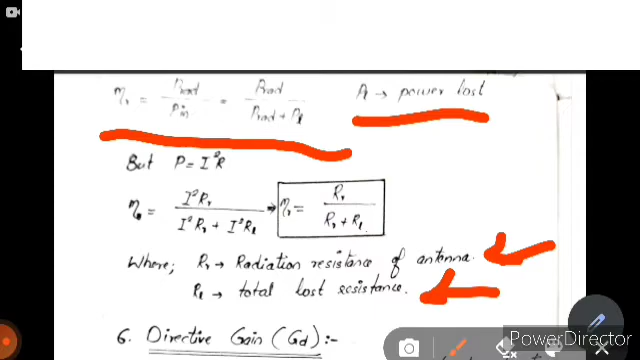 ηr = Prad / Pin = Prad / Prad + Pl    Pl → power lost
But P = I²R
ηr = I²Rr / I²Rr + I²Rl → ηr = Rr / Rr + Rl
Where; Rr → Radiation resistance of antenna.
Rl → total lost resistance.
6. Directive Gain (Gd) :-
PowerDirector